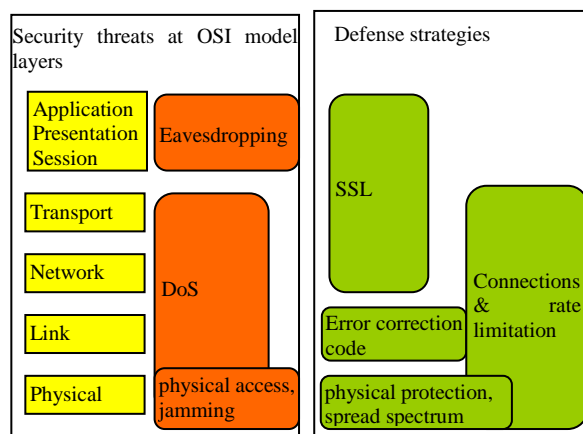 Security threats at OSI model
layers
Application
Presentation
Session
Eavesdropping
Transport
Network
DoS
Link
Physical
physical access,
jamming
Defense strategies
SSL
Connections
& rate
limitation
Error correction
code
physical protection,
spread spectrum